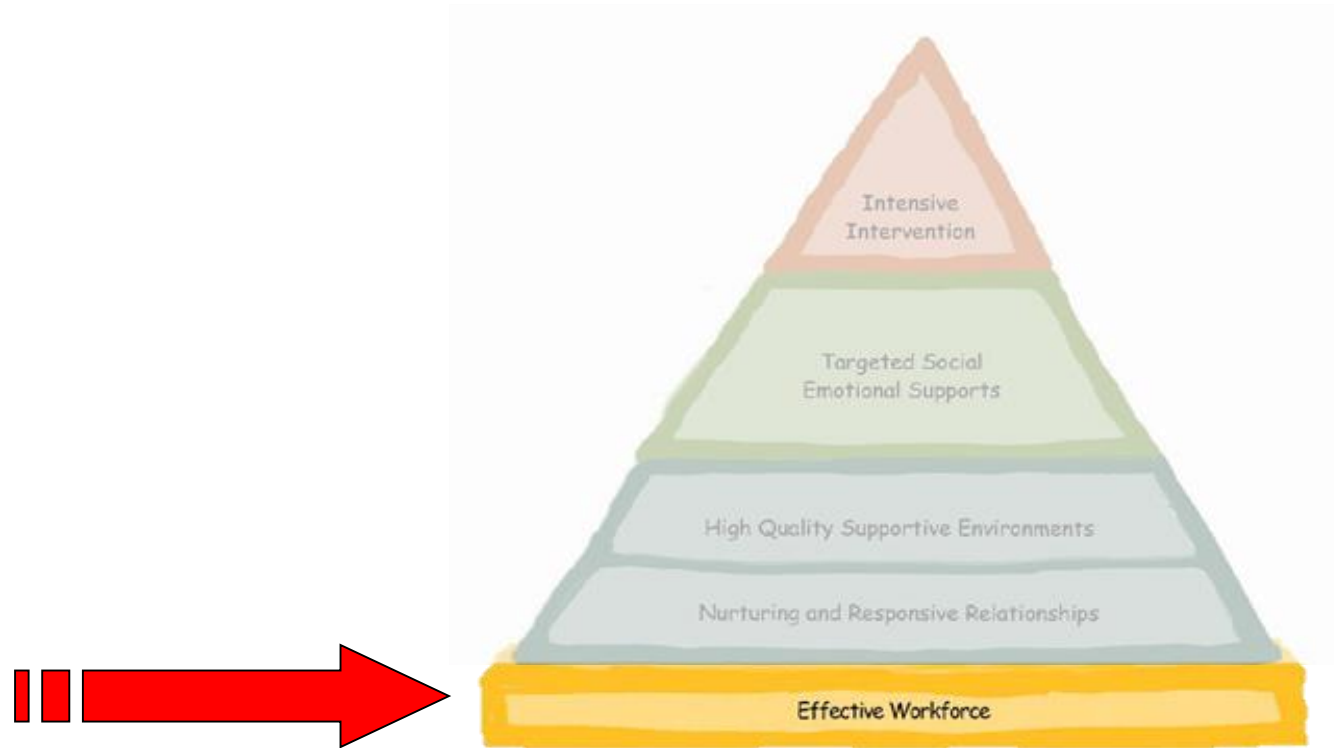 Intensive
Intervention
Targeted Social
Emotional Supports
High Quality Supportive Environments
Nurturing and Responsive Relationships
Effective Workforce